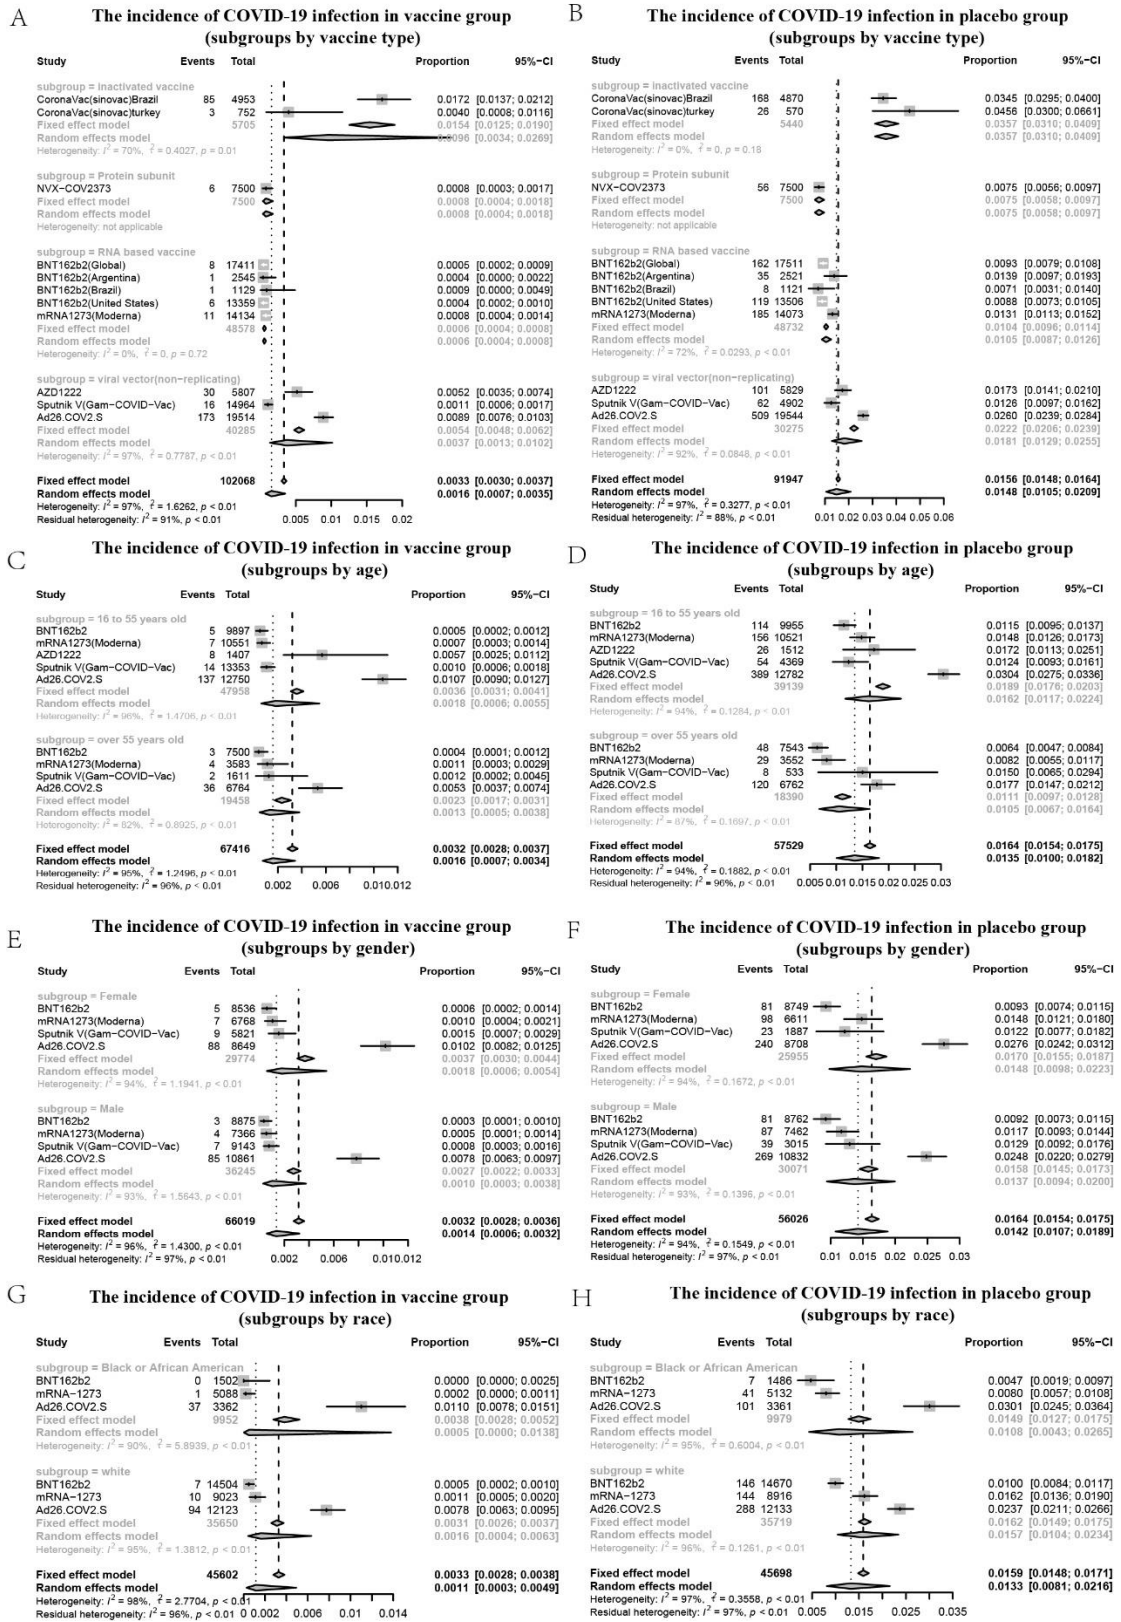 A
The incidence of COVID-19 infection in vaccine group
(subgroups by vaccine type)
Study Events Total Proportion 95%-CI
subgroup = inactivated vaccine
CoronaVac(sinovac)Brazil 85 4953 0.0172 [0.0137; 0.0212]
CoronaVac(sinovac)turkey 3 752 0.0040 [0.0008; 0.0116]
Fixed effect model 5705 0.0154 [0.0125; 0.0190]
Random effects model 0.0096 [0.0034; 0.0269]
Heterogeneity: I² = 70%, τ² = 0.4027, p = 0.01
subgroup = Protein subunit
NVX-COV2373 6 7500 0.0008 [0.0003; 0.0017]
Fixed effect model 7500 0.0008 [0.0004; 0.0018]
Random effects model 0.0008 [0.0004; 0.0018]
Heterogeneity: not applicable
subgroup = RNA based vaccine
BNT162b2(Global) 8 17411 0.0005 [0.0002; 0.0009]
BNT162b2(Argentina) 1 2545 0.0004 [0.0000; 0.0022]
BNT162b2(Brazil) 1 1129 0.0009 [0.0000; 0.0049]
BNT162b2(United States) 6 13359 0.0004 [0.0002; 0.0010]
mRNA1273(Moderna) 11 14134 0.0008 [0.0004; 0.0014]
Fixed effect model 48578 0.0006 [0.0004; 0.0008]
Random effects model 0.0006 [0.0004; 0.0008]
Heterogeneity: I² = 0%, τ² = 0, p = 0.72
subgroup = viral vector(non-replicating)
AZD1222 30 5807 0.0052 [0.0035; 0.0074]
Sputnik V(Gam-COVID-Vac) 16 14964 0.0011 [0.0006; 0.0017]
Ad26.COV2.S 173 19514 0.0089 [0.0076; 0.0103]
Fixed effect model 40285 0.0054 [0.0048; 0.0062]
Random effects model 0.0037 [0.0013; 0.0102]
Heterogeneity: I² = 97%, τ² = 0.7787, p < 0.01
Fixed effect model 102068 0.0033 [0.0030; 0.0037]
Random effects model 0.0016 [0.0007; 0.0035]
Heterogeneity: I² = 97%, τ² = 1.6262, p < 0.01
Residual heterogeneity: I² = 91%, p < 0.01
0.005 0.01 0.02
B
The incidence of COVID-19 infection in placebo group
(subgroups by vaccine type)
Study Events Total Proportion 95%-CI
subgroup = inactivated vaccine
CoronaVac(sinovac)Brazil 168 4870 0.0345 [0.0295; 0.0400]
CoronaVac(sinovac)turkey 26 570 0.0456 [0.0300; 0.0661]
Fixed effect model 5440 0.0357 [0.0310; 0.0409]
Random effects model 0.0357 [0.0310; 0.0409]
Heterogeneity: I² = 0%, τ² = 0, p = 0.18
subgroup = Protein subunit
NVX-COV2373 56 7500 0.0075 [0.0056; 0.0097]
Fixed effect model 7500 0.0075 [0.0058; 0.0097]
Random effects model 0.0075 [0.0058; 0.0097]
Heterogeneity: not applicable
subgroup = RNA based vaccine
BNT162b2(Global) 162 17511 0.0093 [0.0079; 0.0108]
BNT162b2(Argentina) 35 2521 0.0139 [0.0097; 0.0193]
BNT162b2(Brazil) 8 1121 0.0071 [0.0031; 0.0140]
BNT162b2(United States) 119 13506 0.0088 [0.0073; 0.0105]
mRNA1273(Moderna) 185 14073 0.0131 [0.0113; 0.0152]
Fixed effect model 48732 0.0104 [0.0096; 0.0114]
Random effects model 0.0105 [0.0087; 0.0126]
Heterogeneity: I² = 72%, τ² = 0.0293, p < 0.01
subgroup = viral vector(non-replicating)
AZD1222 101 5829 0.0173 [0.0141; 0.0210]
Sputnik V(Gam-COVID-Vac) 62 4902 0.0126 [0.0097; 0.0162]
Ad26.COV2.S 509 19544 0.0260 [0.0239; 0.0284]
Fixed effect model 30275 0.0222 [0.0206; 0.0239]
Random effects model 0.0181 [0.0129; 0.0255]
Heterogeneity: I² = 92%, τ² = 0.0848, p < 0.01
Fixed effect model 91947 0.0156 [0.0148; 0.0164]
Random effects model 0.0148 [0.0105; 0.0209]
Heterogeneity: I² = 97%, τ² = 0.3277, p < 0.01
Residual heterogeneity: I² = 88%, p < 0.01
0.01 0.02 0.03 0.04 0.05 0.06
C
The incidence of COVID-19 infection in vaccine group
(subgroups by age)
Study Events Total Proportion 95%-CI
subgroup = 16 to 55 years old
BNT162b2 5 9897 0.0005 [0.0002; 0.0012]
mRNA1273(Moderna) 7 10551 0.0007 [0.0003; 0.0014]
AZD1222 8 1407 0.0057 [0.0025; 0.0112]
Sputnik V(Gam-COVID-Vac) 14 13353 0.0010 [0.0006; 0.0018]
Ad26.COV2.S 137 12750 0.0107 [0.0090; 0.0127]
Fixed effect model 47958 0.0036 [0.0031; 0.0041]
Random effects model 0.0018 [0.0006; 0.0055]
Heterogeneity: I² = 96%, τ² = 1.4706, p < 0.01
subgroup = over 55 years old
BNT162b2 3 7500 0.0004 [0.0001; 0.0012]
mRNA1273(Moderna) 4 3583 0.0011 [0.0003; 0.0029]
Sputnik V(Gam-COVID-Vac) 2 1611 0.0012 [0.0002; 0.0045]
Ad26.COV2.S 36 6764 0.0053 [0.0037; 0.0074]
Fixed effect model 19458 0.0023 [0.0017; 0.0031]
Random effects model 0.0013 [0.0005; 0.0038]
Heterogeneity: I² = 82%, τ² = 0.8925, p < 0.01
Fixed effect model 67416 0.0032 [0.0028; 0.0037]
Random effects model 0.0016 [0.0007; 0.0034]
Heterogeneity: I² = 95%, τ² = 1.2496, p < 0.01
Residual heterogeneity: I² = 96%, p < 0.01
0.002 0.006 0.010 0.012
D
The incidence of COVID-19 infection in placebo group
(subgroups by age)
Study Events Total Proportion 95%-CI
subgroup = 16 to 55 years old
BNT162b2 114 9955 0.0115 [0.0095; 0.0137]
mRNA1273(Moderna) 156 10521 0.0148 [0.0126; 0.0173]
AZD1222 26 1512 0.0172 [0.0113; 0.0251]
Sputnik V(Gam-COVID-Vac) 54 4369 0.0124 [0.0093; 0.0161]
Ad26.COV2.S 389 12782 0.0304 [0.0275; 0.0336]
Fixed effect model 39139 0.0189 [0.0176; 0.0203]
Random effects model 0.0162 [0.0117; 0.0224]
Heterogeneity: I² = 94%, τ² = 0.1284, p < 0.01
subgroup = over 55 years old
BNT162b2 48 7543 0.0064 [0.0047; 0.0084]
mRNA1273(Moderna) 29 3552 0.0082 [0.0055; 0.0117]
Sputnik V(Gam-COVID-Vac) 8 533 0.0150 [0.0065; 0.0294]
Ad26.COV2.S 120 6762 0.0177 [0.0147; 0.0212]
Fixed effect model 18390 0.0111 [0.0097; 0.0128]
Random effects model 0.0105 [0.0067; 0.0164]
Heterogeneity: I² = 87%, τ² = 0.1697, p < 0.01
Fixed effect model 57529 0.0164 [0.0154; 0.0175]
Random effects model 0.0135 [0.0100; 0.0182]
Heterogeneity: I² = 94%, τ² = 0.1882, p < 0.01
Residual heterogeneity: I² = 96%, p < 0.01
0.005 0.01 0.015 0.02 0.025 0.03
E
The incidence of COVID-19 infection in vaccine group
(subgroups by gender)
Study Events Total Proportion 95%-CI
subgroup = Female
BNT162b2 5 8536 0.0006 [0.0002; 0.0014]
mRNA1273(Moderna) 7 6768 0.0010 [0.0004; 0.0021]
Sputnik V(Gam-COVID-Vac) 9 5821 0.0015 [0.0007; 0.0029]
Ad26.COV2.S 88 8649 0.0102 [0.0082; 0.0125]
Fixed effect model 29774 0.0037 [0.0030; 0.0044]
Random effects model 0.0018 [0.0006; 0.0054]
Heterogeneity: I² = 94%, τ² = 1.1941, p < 0.01
subgroup = Male
BNT162b2 3 8875 0.0003 [0.0001; 0.0010]
mRNA1273(Moderna) 4 7366 0.0005 [0.0001; 0.0014]
Sputnik V(Gam-COVID-Vac) 7 9143 0.0008 [0.0003; 0.0016]
Ad26.COV2.S 85 10861 0.0078 [0.0063; 0.0097]
Fixed effect model 36245 0.0027 [0.0022; 0.0033]
Random effects model 0.0010 [0.0003; 0.0038]
Heterogeneity: I² = 93%, τ² = 1.5643, p < 0.01
Fixed effect model 66019 0.0032 [0.0028; 0.0036]
Random effects model 0.0014 [0.0006; 0.0032]
Heterogeneity: I² = 96%, τ² = 1.4300, p < 0.01
Residual heterogeneity: I² = 97%, p < 0.01
0.002 0.006 0.010 0.012
F
The incidence of COVID-19 infection in placebo group
(subgroups by gender)
Study Events Total Proportion 95%-CI
subgroup = Female
BNT162b2 81 8749 0.0093 [0.0074; 0.0115]
mRNA1273(Moderna) 98 6611 0.0148 [0.0121; 0.0180]
Sputnik V(Gam-COVID-Vac) 23 1887 0.0122 [0.0077; 0.0182]
Ad26.COV2.S 240 8708 0.0276 [0.0242; 0.0312]
Fixed effect model 25955 0.0170 [0.0155; 0.0187]
Random effects model 0.0148 [0.0098; 0.0223]
Heterogeneity: I² = 94%, τ² = 0.1672, p < 0.01
subgroup = Male
BNT162b2 81 8762 0.0092 [0.0073; 0.0115]
mRNA1273(Moderna) 87 7462 0.0117 [0.0093; 0.0144]
Sputnik V(Gam-COVID-Vac) 39 3015 0.0129 [0.0092; 0.0176]
Ad26.COV2.S 269 10832 0.0248 [0.0220; 0.0279]
Fixed effect model 30071 0.0158 [0.0145; 0.0173]
Random effects model 0.0137 [0.0094; 0.0200]
Heterogeneity: I² = 93%, τ² = 0.1396, p < 0.01
Fixed effect model 56026 0.0164 [0.0154; 0.0175]
Random effects model 0.0142 [0.0107; 0.0189]
Heterogeneity: I² = 94%, τ² = 0.1549, p < 0.01
Residual heterogeneity: I² = 97%, p < 0.01
0.01 0.015 0.02 0.025 0.03
G
The incidence of COVID-19 infection in vaccine group
(subgroups by race)
Study Events Total Proportion 95%-CI
subgroup = Black or African American
BNT162b2 0 1502 0.0000 [0.0000; 0.0025]
mRNA-1273 1 5088 0.0002 [0.0000; 0.0011]
Ad26.COV2.S 37 3362 0.0110 [0.0078; 0.0151]
Fixed effect model 9952 0.0038 [0.0028; 0.0052]
Random effects model 0.0005 [0.0000; 0.0138]
Heterogeneity: I² = 90%, τ² = 5.8939, p < 0.01
subgroup = white
BNT162b2 7 14504 0.0005 [0.0002; 0.0010]
mRNA-1273 10 9023 0.0011 [0.0005; 0.0020]
Ad26.COV2.S 94 12123 0.0078 [0.0063; 0.0095]
Fixed effect model 35650 0.0031 [0.0026; 0.0037]
Random effects model 0.0016 [0.0004; 0.0063]
Heterogeneity: I² = 95%, τ² = 1.3812, p < 0.01
Fixed effect model 45602 0.0033 [0.0028; 0.0038]
Random effects model 0.0011 [0.0003; 0.0049]
Heterogeneity: I² = 98%, τ² = 2.7704, p < 0.01
Residual heterogeneity: I² = 96%, p < 0.01
0 0.002 0.006 0.01 0.014
H
The incidence of COVID-19 infection in placebo group
(subgroups by race)
Study Events Total Proportion 95%-CI
subgroup = Black or African American
BNT162b2 7 1486 0.0047 [0.0019; 0.0097]
mRNA-1273 41 5132 0.0080 [0.0057; 0.0108]
Ad26.COV2.S 101 3361 0.0301 [0.0245; 0.0364]
Fixed effect model 9979 0.0149 [0.0127; 0.0175]
Random effects model 0.0108 [0.0043; 0.0265]
Heterogeneity: I² = 95%, τ² = 0.6004, p < 0.01
subgroup = white
BNT162b2 146 14670 0.0100 [0.0084; 0.0117]
mRNA-1273 144 8916 0.0162 [0.0136; 0.0190]
Ad26.COV2.S 288 12133 0.0237 [0.0211; 0.0266]
Fixed effect model 35719 0.0162 [0.0149; 0.0175]
Random effects model 0.0157 [0.0104; 0.0234]
Heterogeneity: I² = 96%, τ² = 0.1261, p < 0.01
Fixed effect model 45698 0.0159 [0.0148; 0.0171]
Random effects model 0.0133 [0.0081; 0.0216]
Heterogeneity: I² = 97%, τ² = 0.3558, p < 0.01
Residual heterogeneity: I² = 97%, p < 0.01
0.005 0.015 0.025 0.035